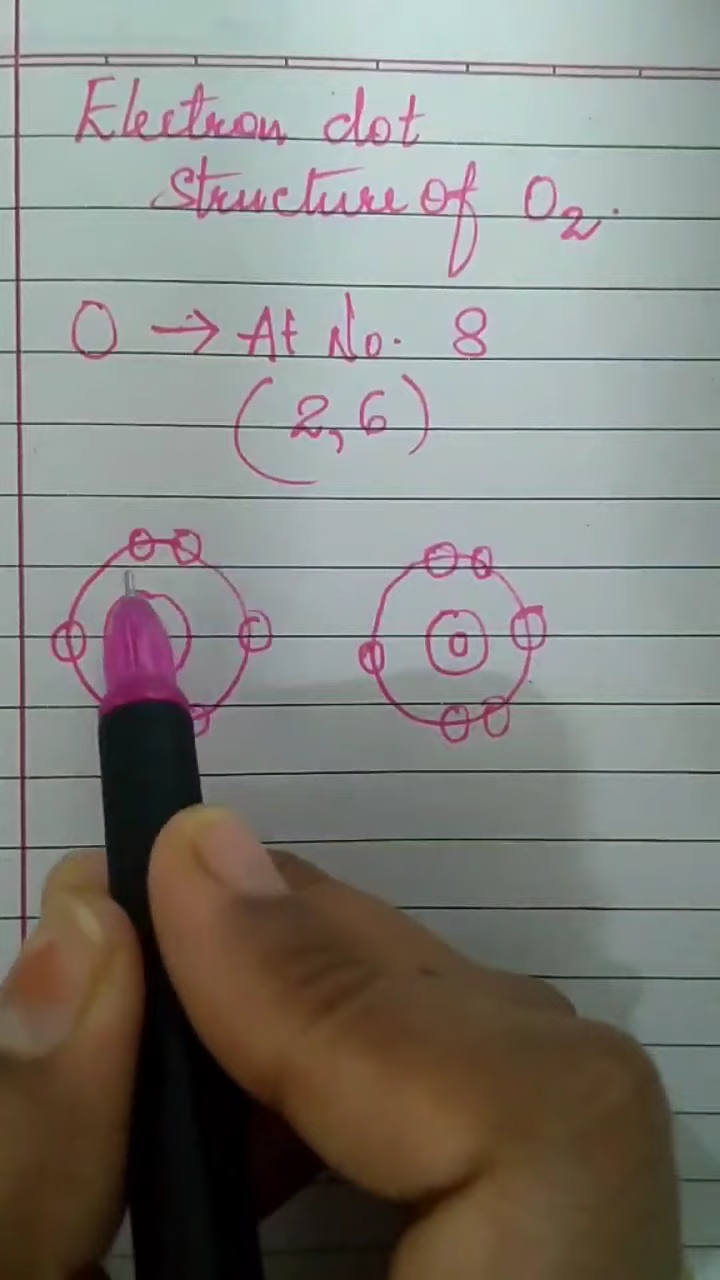 Electron dot
Structure of O₂.
O → At No. 8
(2,6)
O